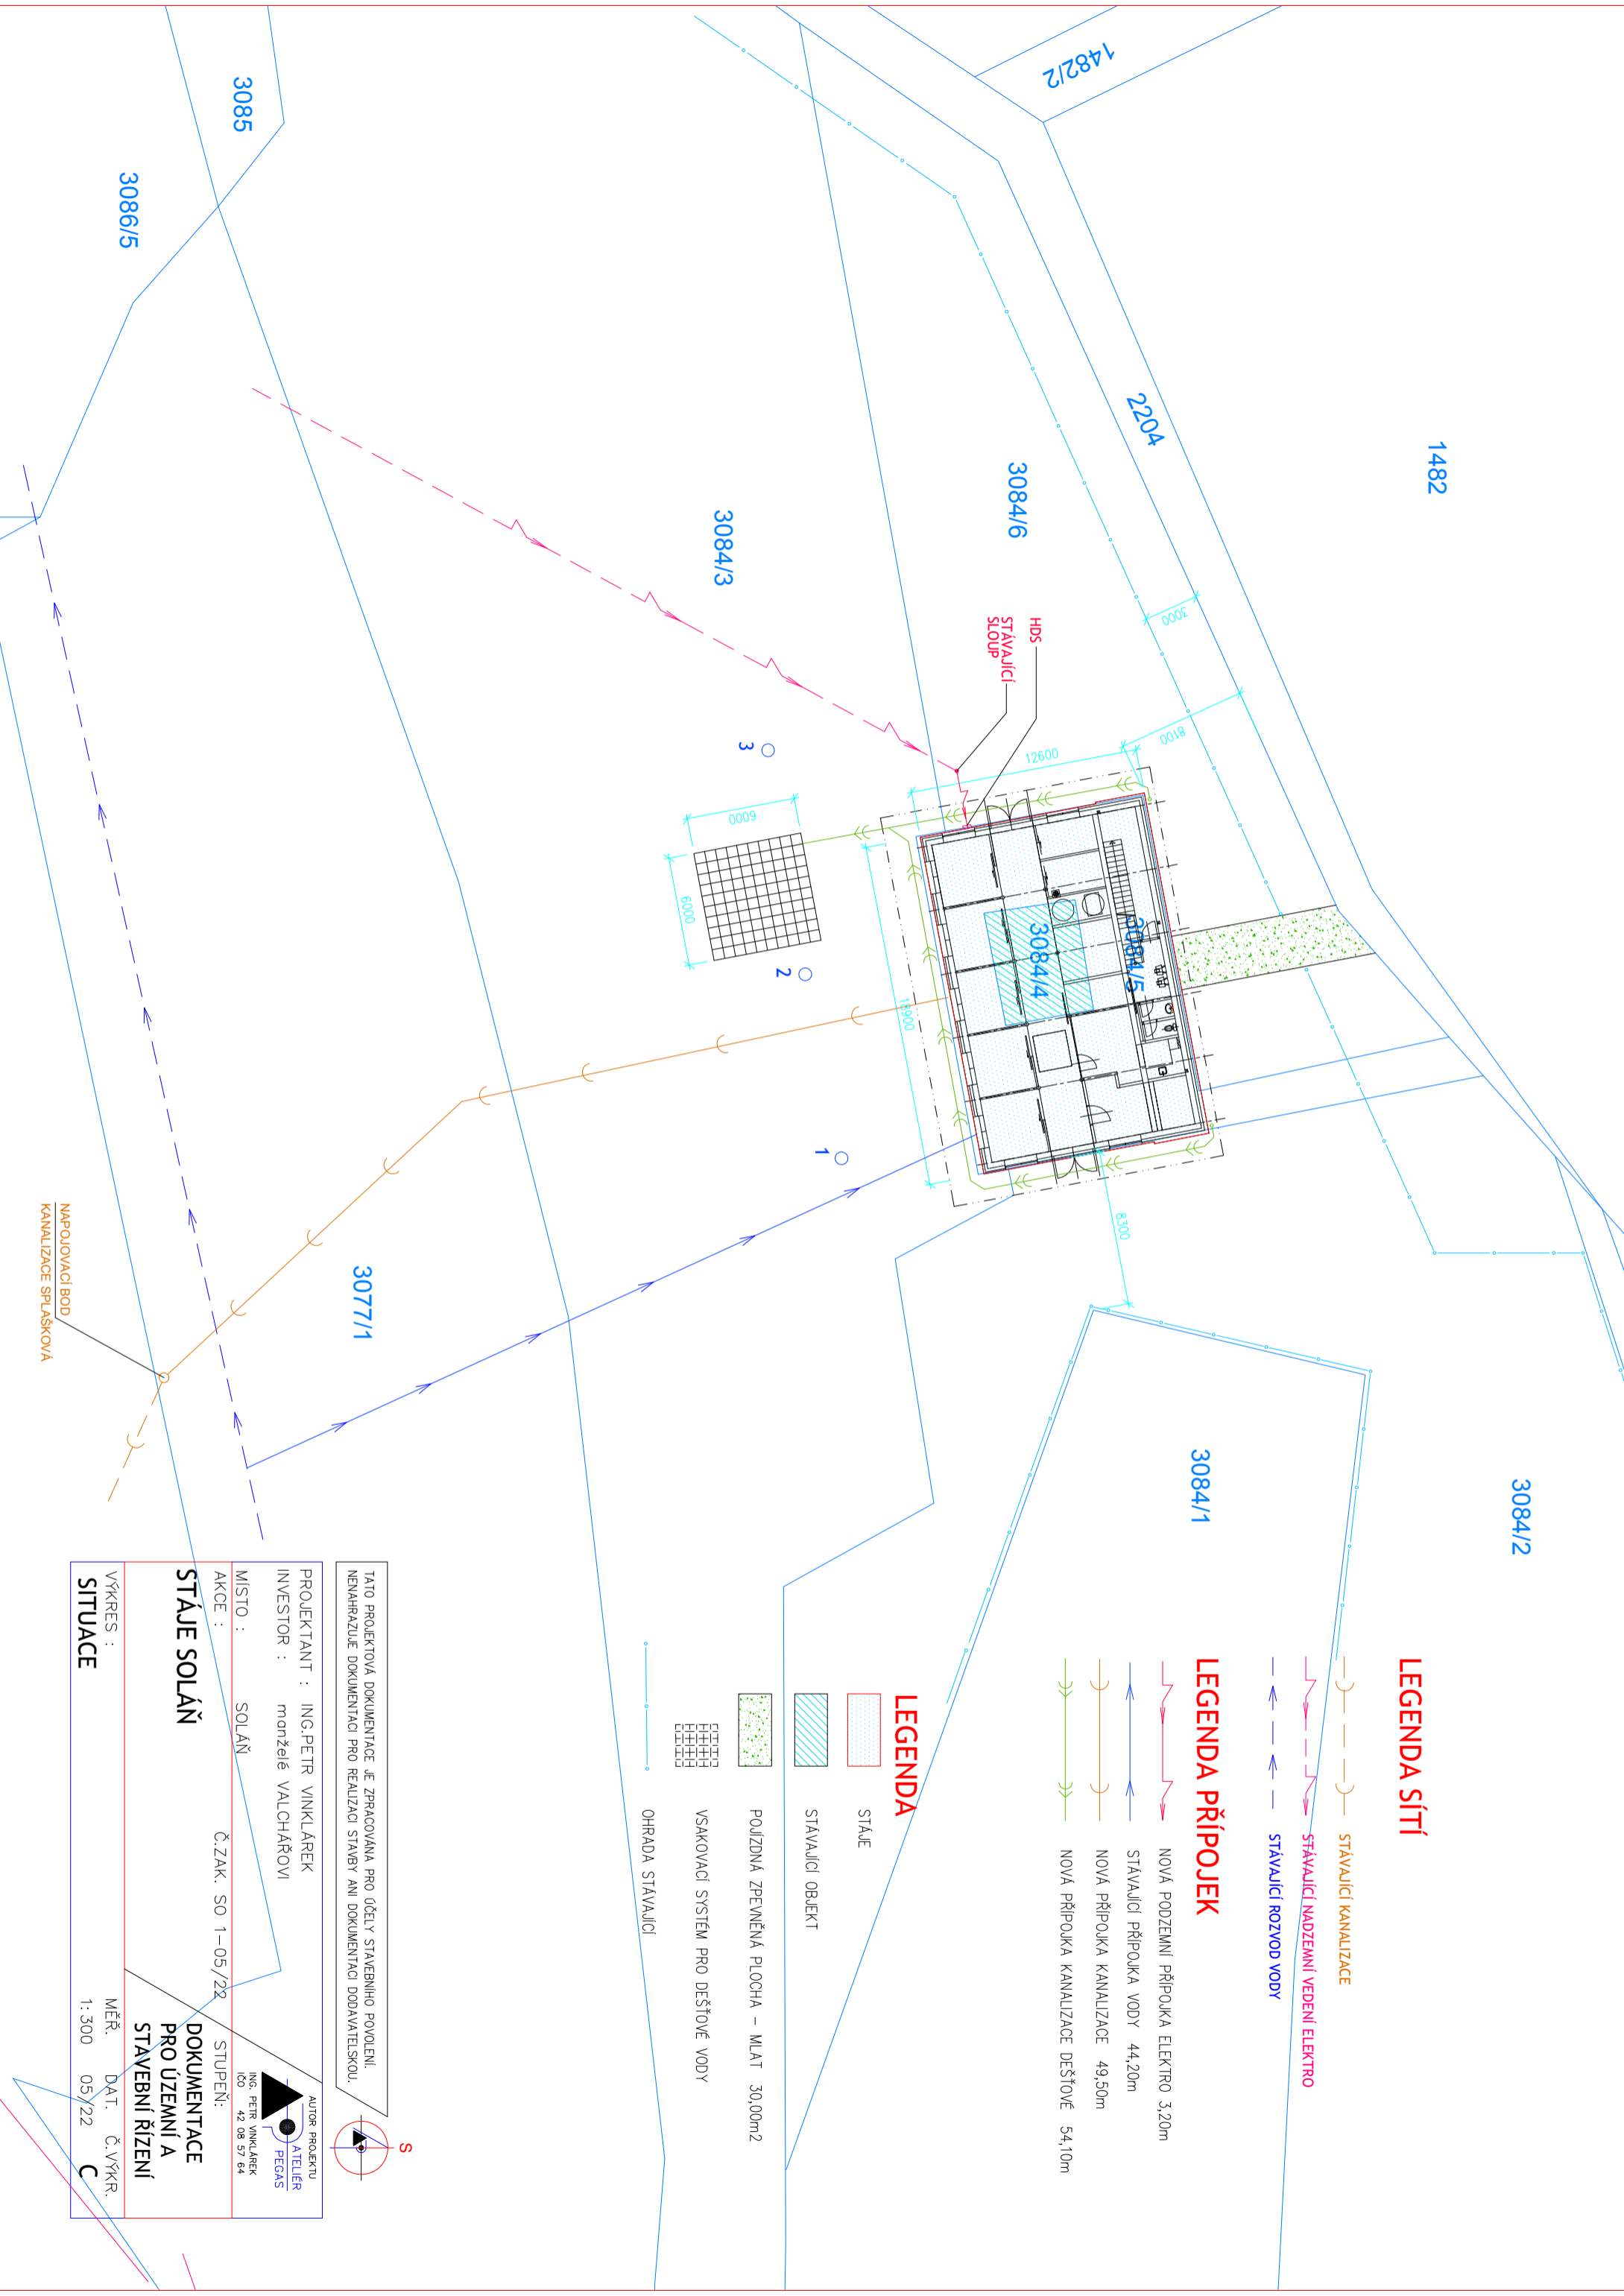 1482/2
1482
2204
3085
3086/5
3084/6
3084/3
3084/5
3084/4
3084/2
3084/1
3077/1
3000
8100
12600
18900
8300
6000
6000
HDS
STÁVAJÍCÍ
SLOUP
1
2
3
NAPOJOVACÍ BOD
KANALIZACE SPLAŠKOVÁ
LEGENDA SÍTÍ
STÁVAJÍCÍ KANALIZACE
STÁVAJÍCÍ NADZEMNÍ VEDENÍ ELEKTRO
STÁVAJÍCÍ ROZVOD VODY
LEGENDA PŘÍPOJEK
NOVÁ PODZEMNÍ PŘÍPOJKA ELEKTRO 3,20m
STÁVAJÍCÍ PŘÍPOJKA VODY 44,20m
NOVÁ PŘÍPOJKA KANALIZACE 49,50m
NOVÁ PŘÍPOJKA KANALIZACE DEŠŤOVÉ 54,10m
LEGENDA
STÁJE
STÁVAJÍCÍ OBJEKT
POJÍZDNÁ ZPEVNĚNÁ PLOCHA – MLAT 30,00m2
VSAKOVACÍ SYSTÉM PRO DEŠŤOVÉ VODY
OHRADA STÁVAJÍCÍ
S
TATO PROJEKTOVÁ DOKUMENTACE JE ZPRACOVÁNA PRO ÚČELY STAVEBNÍHO POVOLENÍ.
NENAHRAZUJE DOKUMENTACI PRO REALIZACI STAVBY ANI DOKUMENTACI DODAVATELSKOU.
PROJEKTANT : ING.PETR VINKLÁREK
INVESTOR : manželé VALCHÁŘOVI
MÍSTO : SOLÁŇ
AUTOR PROJEKTU
ATELIÉR
PEGAS
ING. PETR VINKLÁREK
IČO 42 08 57 64
AKCE : Č.ZAK. SO 1–05/22 STUPEŇ:
STÁJE SOLÁŇ
DOKUMENTACE
PRO ÚZEMNÍ A
STAVEBNÍ ŘÍZENÍ
VÝKRES : MĚŘ. DAT. Č.VÝKR.
SITUACE 1:300 05/22 C